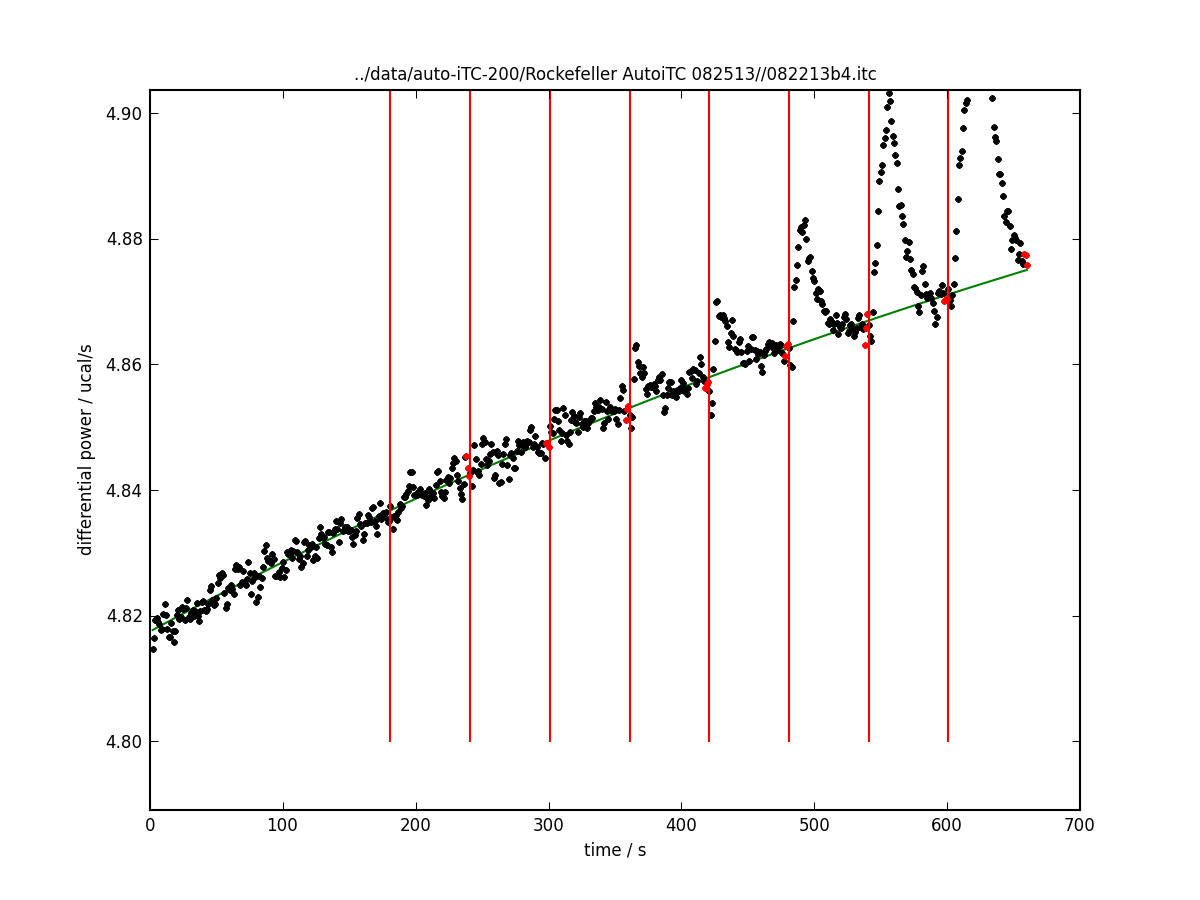 ../data/auto-iTC-200/Rockefeller AutoiTC 082513//082213b4.itc
4.90
4.88
4.86
4.84
4.82
4.80
differential power / ucal/s
0 100 200 300 400 500 600 700
time / s